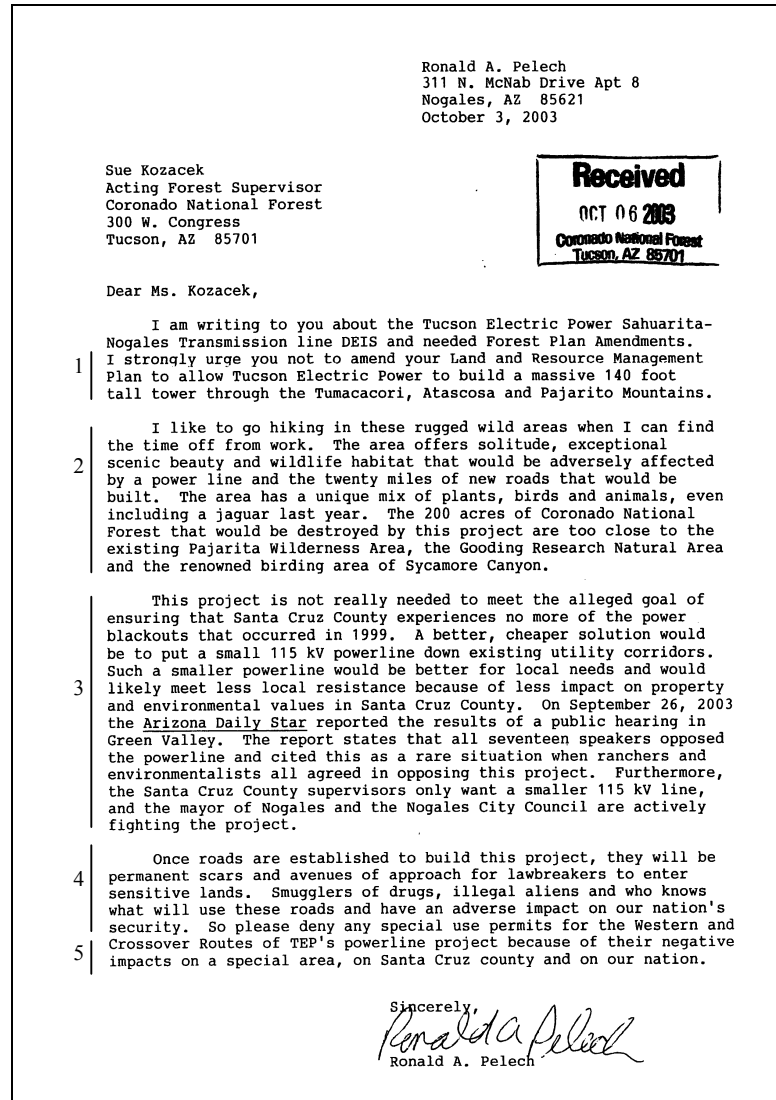 Ronald A. Pelech
311 N. McNab Drive Apt 8
Nogales, AZ 85621
October 3, 2003
Sue Kozacek
Acting Forest Supervisor
Coronado National Forest
300 W. Congress
Tucson, AZ 85701
Received
OCT 06 2003
Coronado National Forest
Tucson, AZ 85701
Dear Ms. Kozacek,
I am writing to you about the Tucson Electric Power Sahuarita-
Nogales Transmission line DEIS and needed Forest Plan Amendments.
1 I strongly urge you not to amend your Land and Resource Management
Plan to allow Tucson Electric Power to build a massive 140 foot
tall tower through the Tumacacori, Atascosa and Pajarito Mountains.
I like to go hiking in these rugged wild areas when I can find
the time off from work. The area offers solitude, exceptional
2 scenic beauty and wildlife habitat that would be adversely affected
by a power line and the twenty miles of new roads that would be
built. The area has a unique mix of plants, birds and animals, even
including a jaguar last year. The 200 acres of Coronado National
Forest that would be destroyed by this project are too close to the
existing Pajarita Wilderness Area, the Gooding Research Natural Area
and the renowned birding area of Sycamore Canyon.
This project is not really needed to meet the alleged goal of
ensuring that Santa Cruz County experiences no more of the power
blackouts that occurred in 1999. A better, cheaper solution would
be to put a small 115 kV powerline down existing utility corridors.
Such a smaller powerline would be better for local needs and would
3 likely meet less local resistance because of less impact on property
and environmental values in Santa Cruz County. On September 26, 2003
the Arizona Daily Star reported the results of a public hearing in
Green Valley. The report states that all seventeen speakers opposed
the powerline and cited this as a rare situation when ranchers and
environmentalists all agreed in opposing this project. Furthermore,
the Santa Cruz County supervisors only want a smaller 115 kV line,
and the mayor of Nogales and the Nogales City Council are actively
fighting the project.
Once roads are established to build this project, they will be
4 permanent scars and avenues of approach for lawbreakers to enter
sensitive lands. Smugglers of drugs, illegal aliens and who knows
what will use these roads and have an adverse impact on our nation's
security. So please deny any special use permits for the Western and
5 Crossover Routes of TEP's powerline project because of their negative
impacts on a special area, on Santa Cruz county and on our nation.
Sincerely,
Ronald A Pelech
Ronald A. Pelech